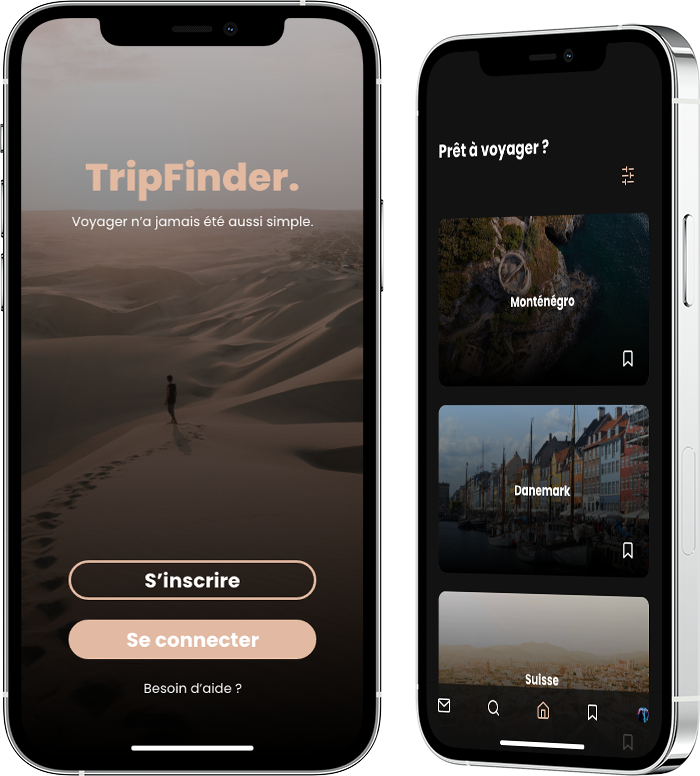 TripFinder.
Voyager n’a jamais été aussi simple.
S’inscrire
Se connecter
Besoin d’aide ?
Prêt à voyager ?
Monténégro
Danemark
Suisse